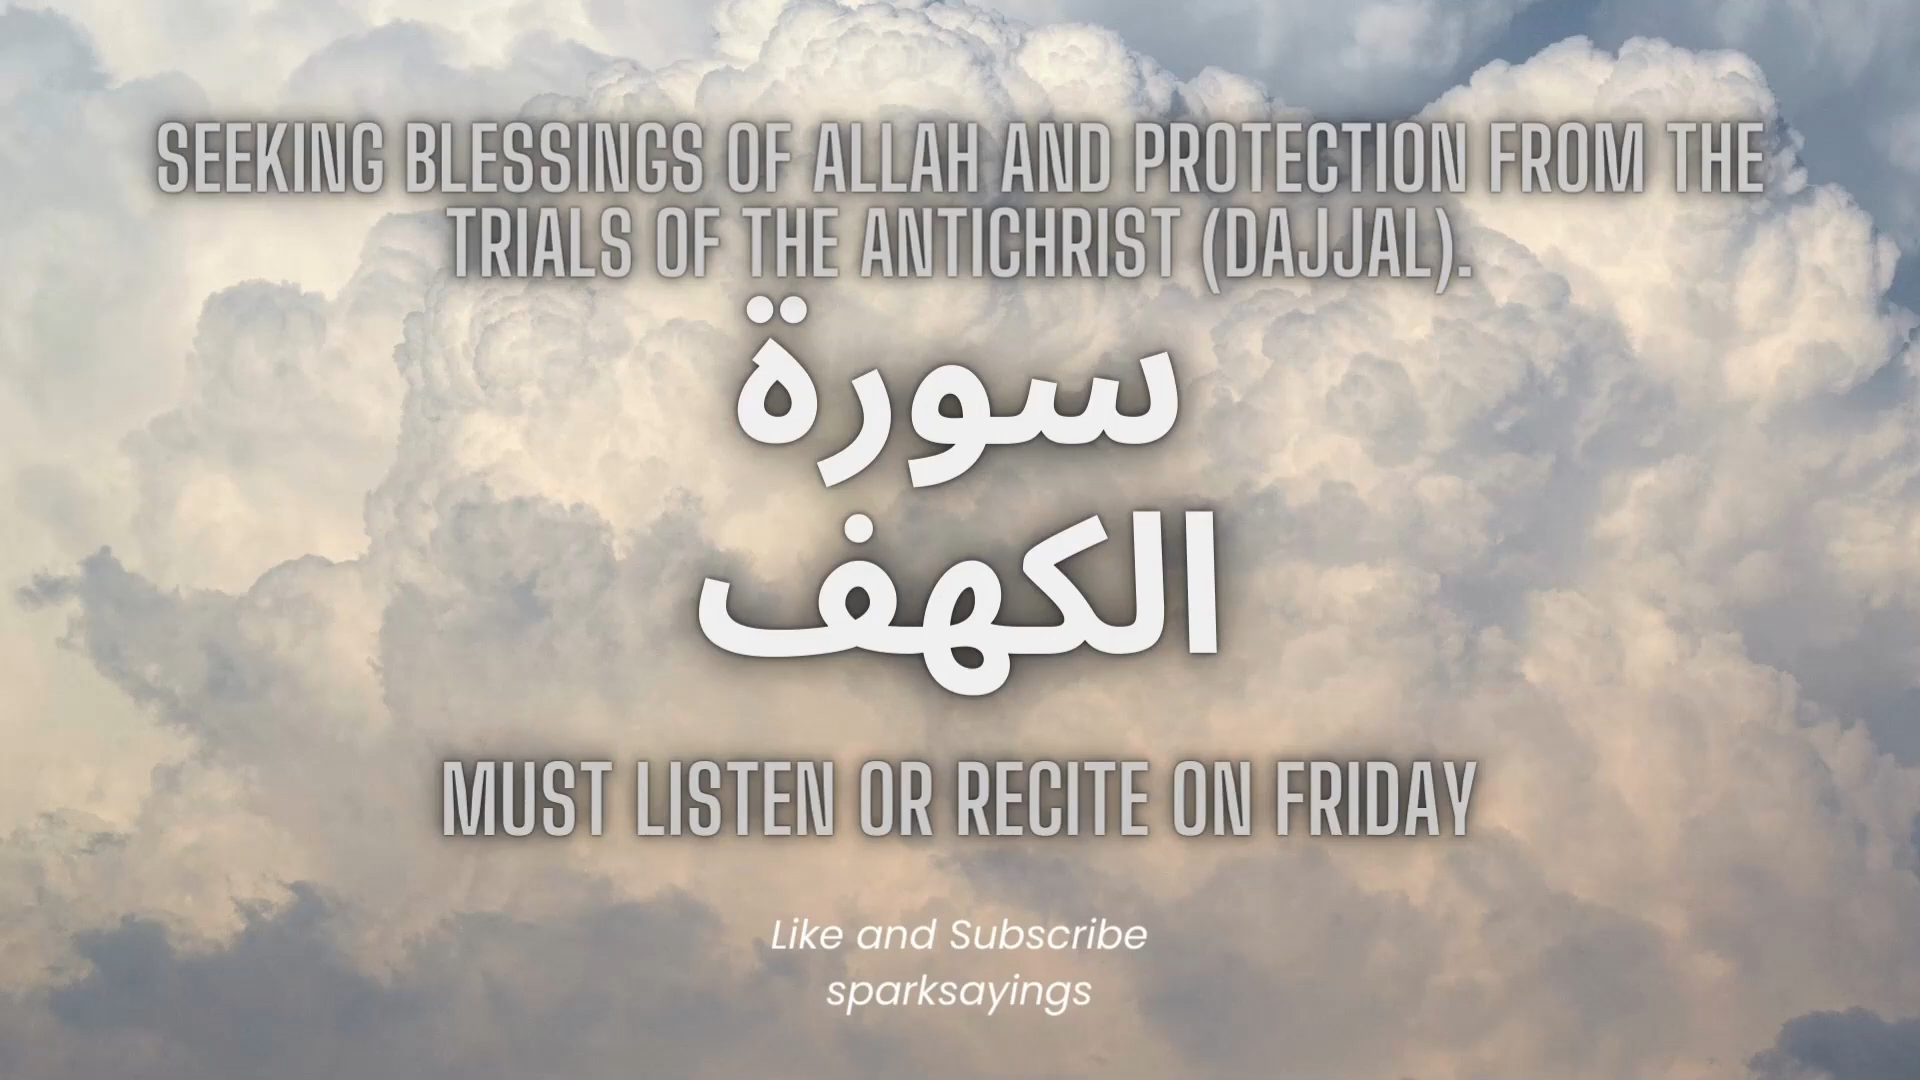 SEEKING BLESSINGS OF ALLAH AND PROTECTION FROM THE
TRIALS OF THE ANTICHRIST (DAJJAL).
سورة
الكهف
MUST LISTEN OR RECITE ON FRIDAY
Like and Subscribe
sparksayings